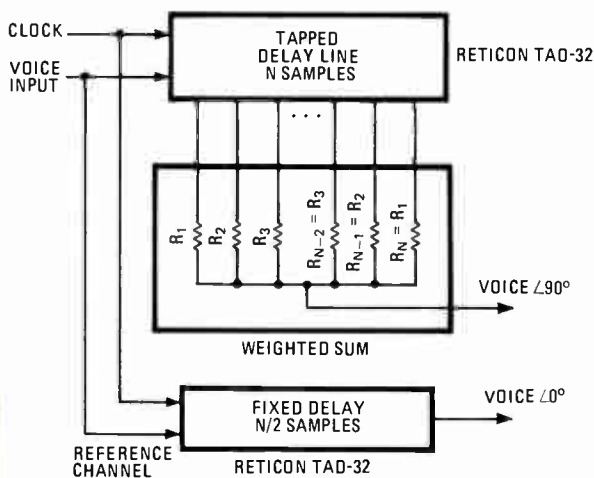 CLOCK
VOICE
INPUT
TAPPED
DELAY LINE
N SAMPLES
RETICON TAD-32
...
R1
R2
R3
RN-2 = R3
RN-1 = R2
RN = R1
VOICE ∠90°
WEIGHTED SUM
FIXED DELAY
N/2 SAMPLES
VOICE ∠0°
REFERENCE
CHANNEL
RETICON TAD-32